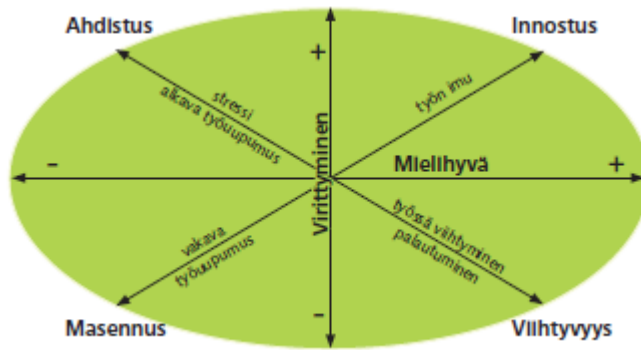 Ahdistus
Innostus
+
stressi
alkava työuupumus
työn imu
Virittyminen
-
Mielihyvä
+
vakava
työuupumus
työssä viihtyminen
palautuminen
-
Masennus
Viihtyvyys